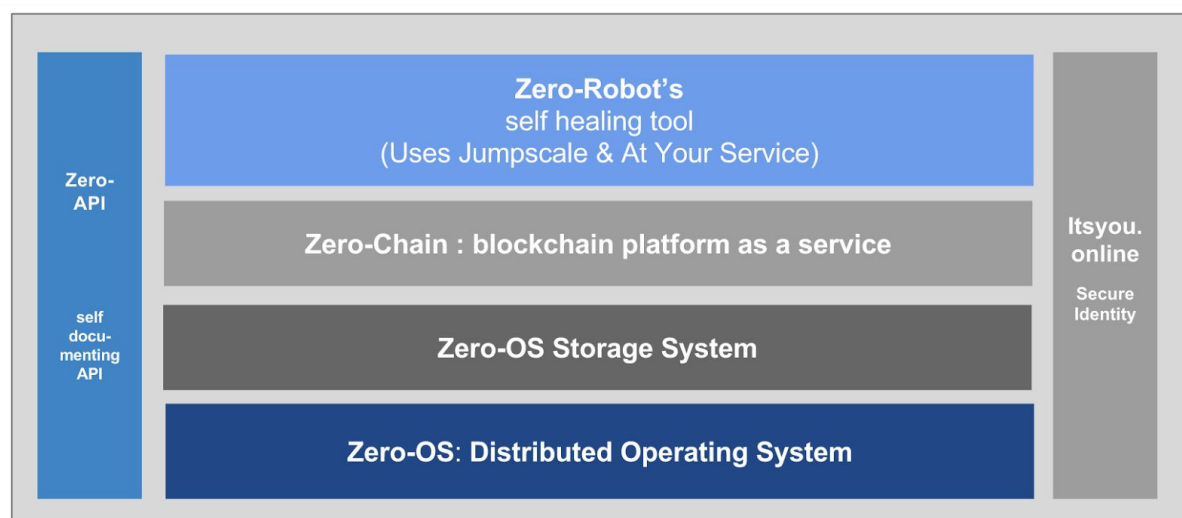 Zero-
API
self
docu-
menting
API
Zero-Robot's
self healing tool
(Uses Jumpscale & At Your Service)
Zero-Chain : blockchain platform as a service
Zero-OS Storage System
Zero-OS: Distributed Operating System
Itsyou.
online
Secure
Identity